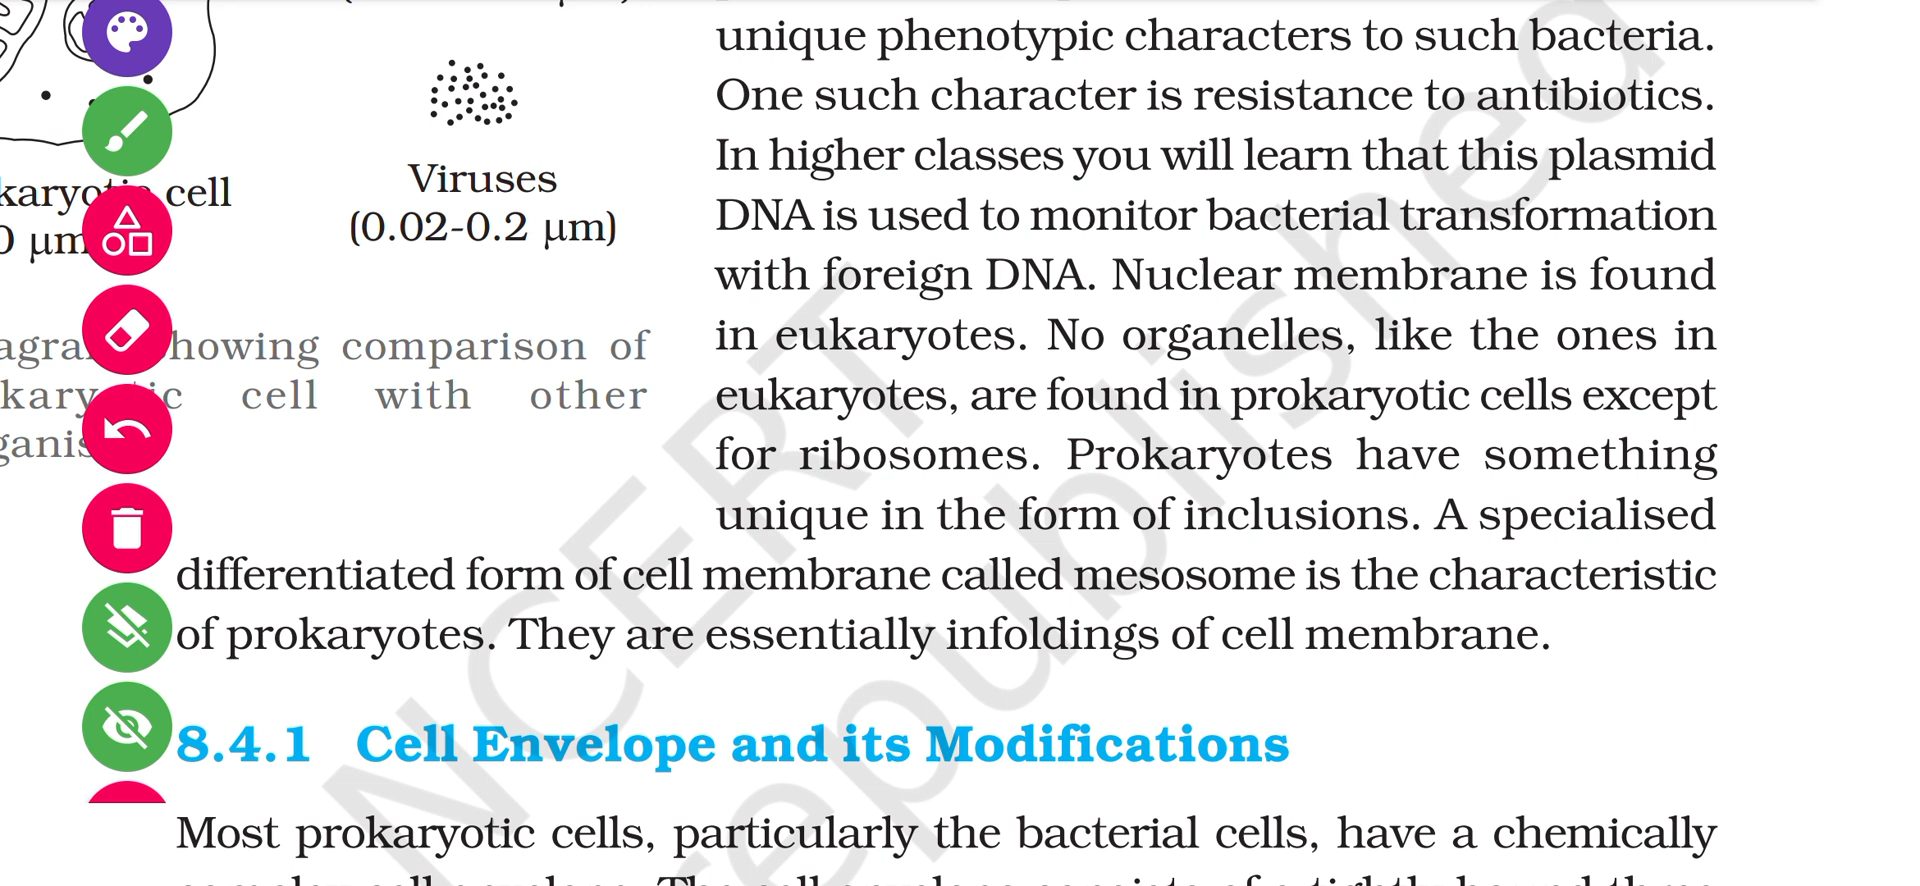 unique phenotypic characters to such bacteria.
One such character is resistance to antibiotics.
In higher classes you will learn that this plasmid
DNA is used to monitor bacterial transformation
with foreign DNA. Nuclear membrane is found
in eukaryotes. No organelles, like the ones in
eukaryotes, are found in prokaryotic cells except
for ribosomes. Prokaryotes have something
unique in the form of inclusions. A specialised
differentiated form of cell membrane called mesosome is the characteristic
of prokaryotes. They are essentially infoldings of cell membrane.
cell
Viruses
(0.02-0.2 µm)
µm
howing comparison of
cell with other
8.4.1 Cell Envelope and its Modifications
Most prokaryotic cells, particularly the bacterial cells, have a chemically
NCERT
republished